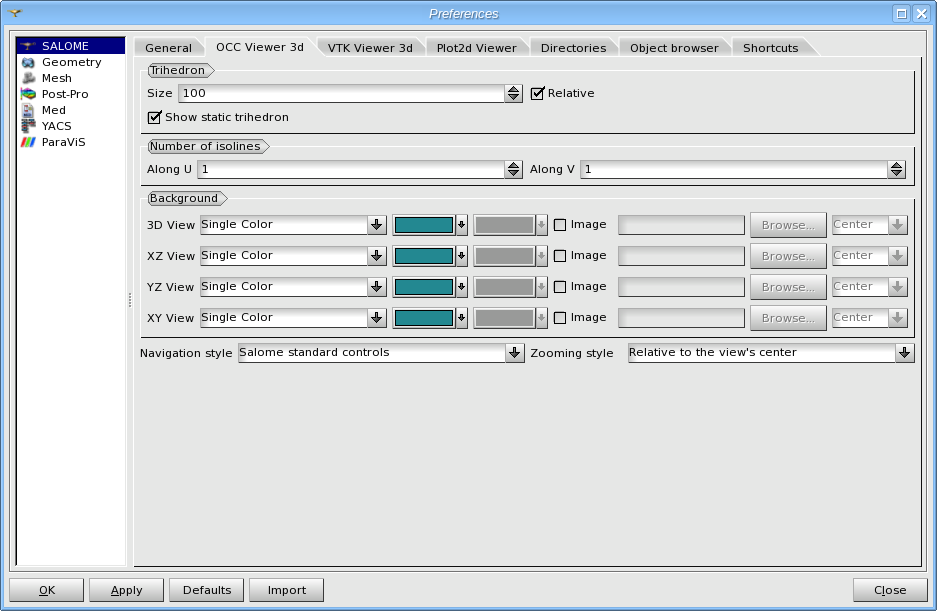 Preferences
SALOME
Geometry
Mesh
Post-Pro
Med
YACS
ParaViS
General OCC Viewer 3d VTK Viewer 3d Plot2d Viewer Directories Object browser Shortcuts
Trihedron
Size 100 Relative
Show static trihedron
Number of isolines
Along U 1 Along V 1
Background
3D View Single Color Image Browse... Center
XZ View Single Color Image Browse... Center
YZ View Single Color Image Browse... Center
XY View Single Color Image Browse... Center
Navigation style Salome standard controls Zooming style Relative to the view's center
OK Apply Defaults Import Close